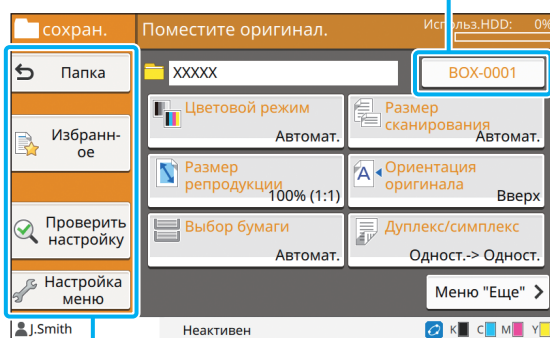 сохран.
Поместите оригинал.
Использ.HDD: 0%
Папка
XXXXX
BOX-0001
Избранн-
ое
Цветовой режим
Автомат.
Размер
сканирования
Автомат.
Размер
репродукции
100% (1:1)
Ориентация
оригинала
Вверх
Проверить
настройку
Выбор бумаги
Автомат.
Дуплекс/симплекс
Одност.-> Одност.
Настройка
меню
Меню "Еще"
J.Smith
Неактивен
K C M Y